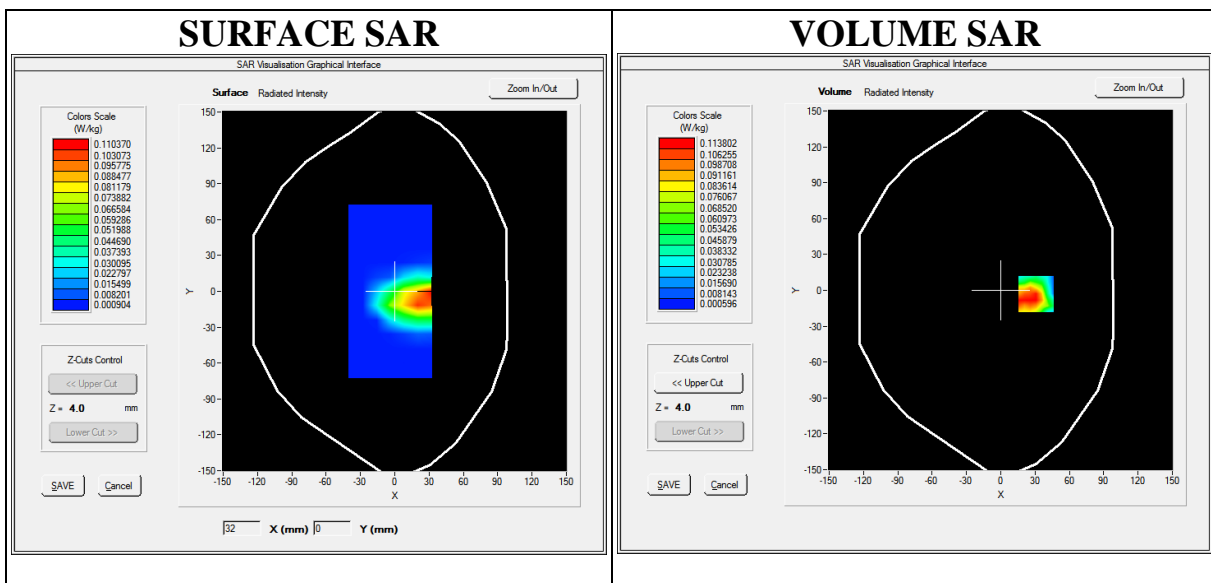 SURFACE SAR
SAR Visualisation Graphical Interface
Surface Radiated Intensity
Zoom In/Out
Colors Scale
(W/kg)
0.110370
0.103073
0.095775
0.088477
0.081179
0.073882
0.066584
0.059286
0.051988
0.044690
0.037393
0.030095
0.022797
0.015499
0.008201
0.000904
Z-Cuts Control
<< Upper Cut
Z = 4.0 mm
Lower Cut >>
SAVE Cancel
150
120
90
60
30
0
-30
-60
-90
-120
-150
Y
-150 -120 -90 -60 -30 0 30 60 90 120 150
X
32 X (mm) 0 Y (mm)
VOLUME SAR
SAR Visualisation Graphical Interface
Volume Radiated Intensity
Zoom In/Out
Colors Scale
(W/kg)
0.113802
0.106255
0.098708
0.091161
0.083614
0.076067
0.068520
0.060973
0.053426
0.045879
0.038332
0.030785
0.023238
0.015690
0.008143
0.000596
Z-Cuts Control
<< Upper Cut
Z = 4.0 mm
Lower Cut >>
SAVE Cancel
150
120
90
60
30
0
-30
-60
-90
-120
-150
Y
-150 -120 -90 -60 -30 0 30 60 90 120 150
X